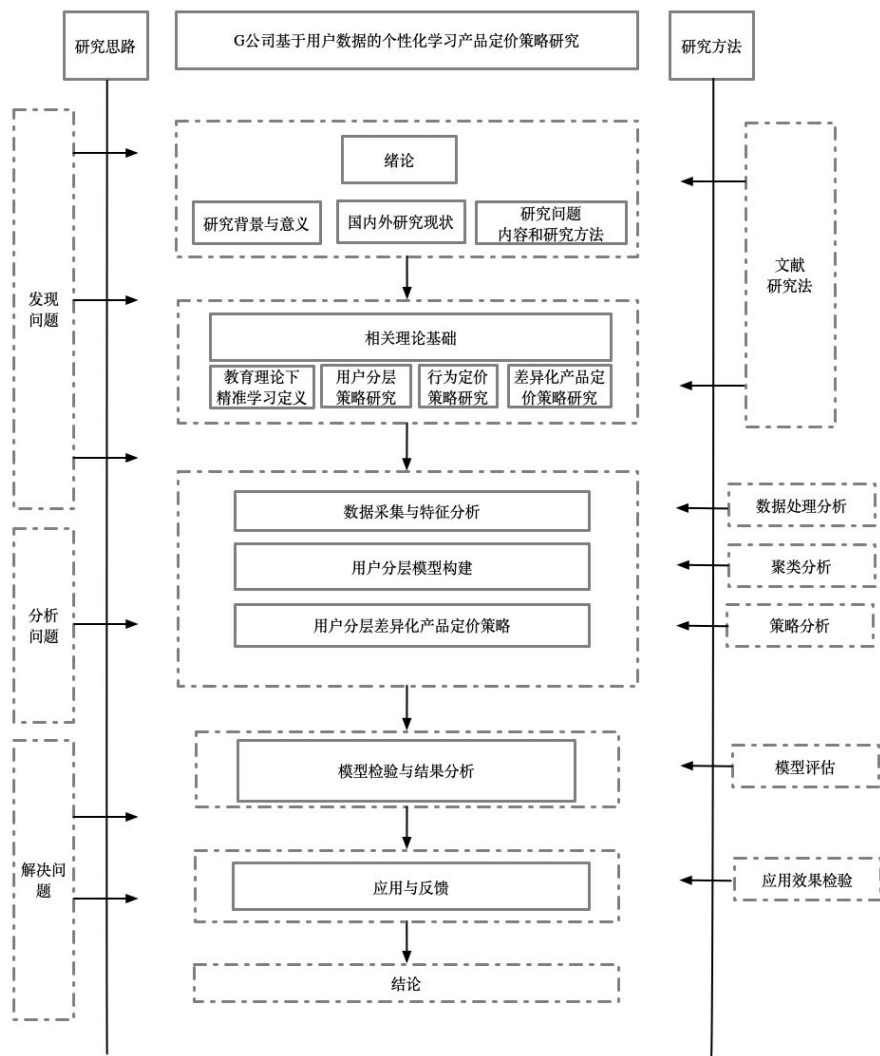 研究思路
G公司基于用户数据的个性化学习产品定价策略研究
研究方法
绪论
研究背景与意义
国内外研究现状
研究问题
内容和研究方法
发现
问题
文献
研究法
相关理论基础
教育理论下
精准学习定义
用户分层
策略研究
行为定价
策略研究
差异化产品定
价策略研究
数据采集与特征分析
数据处理分析
用户分层模型构建
聚类分析
分析
问题
用户分层差异化产品定价策略
策略分析
模型检验与结果分析
模型评估
解决问
题
应用与反馈
应用效果检验
结论